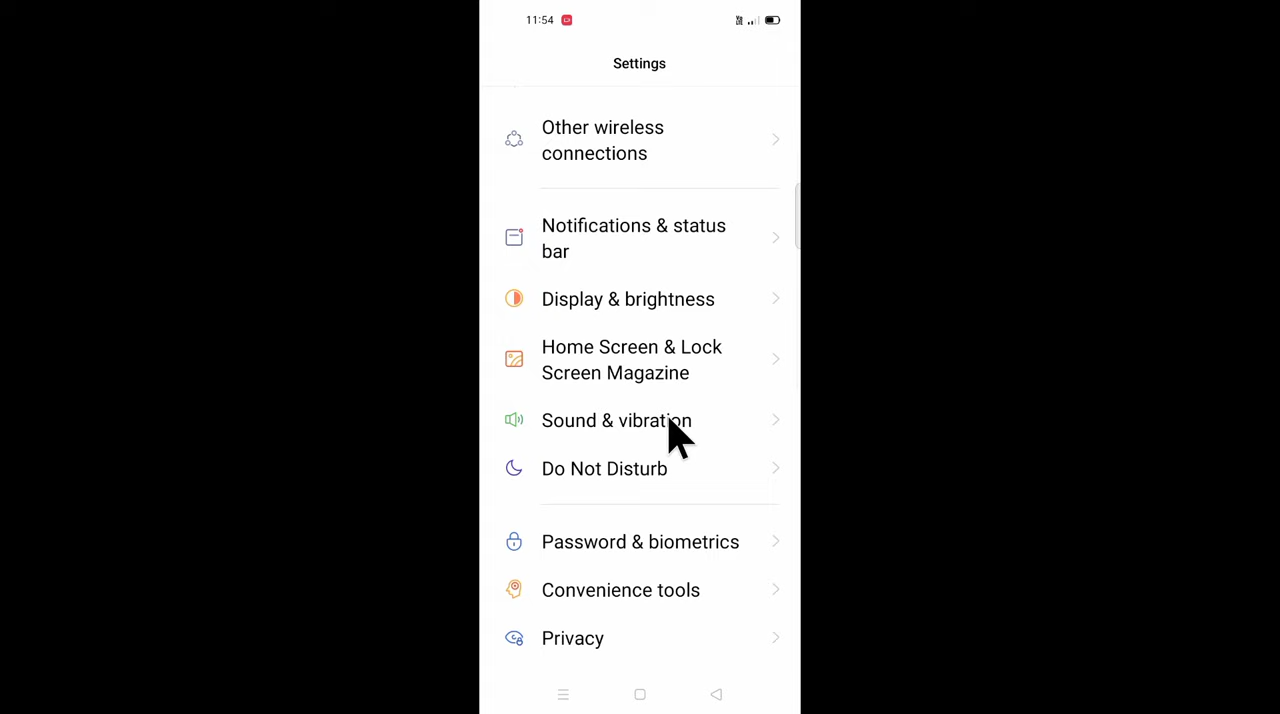 11:54
Settings
Other wireless
connections
Notifications & status
bar
Display & brightness
Home Screen & Lock
Screen Magazine
Sound & vibration
Do Not Disturb
Password & biometrics
Convenience tools
Privacy